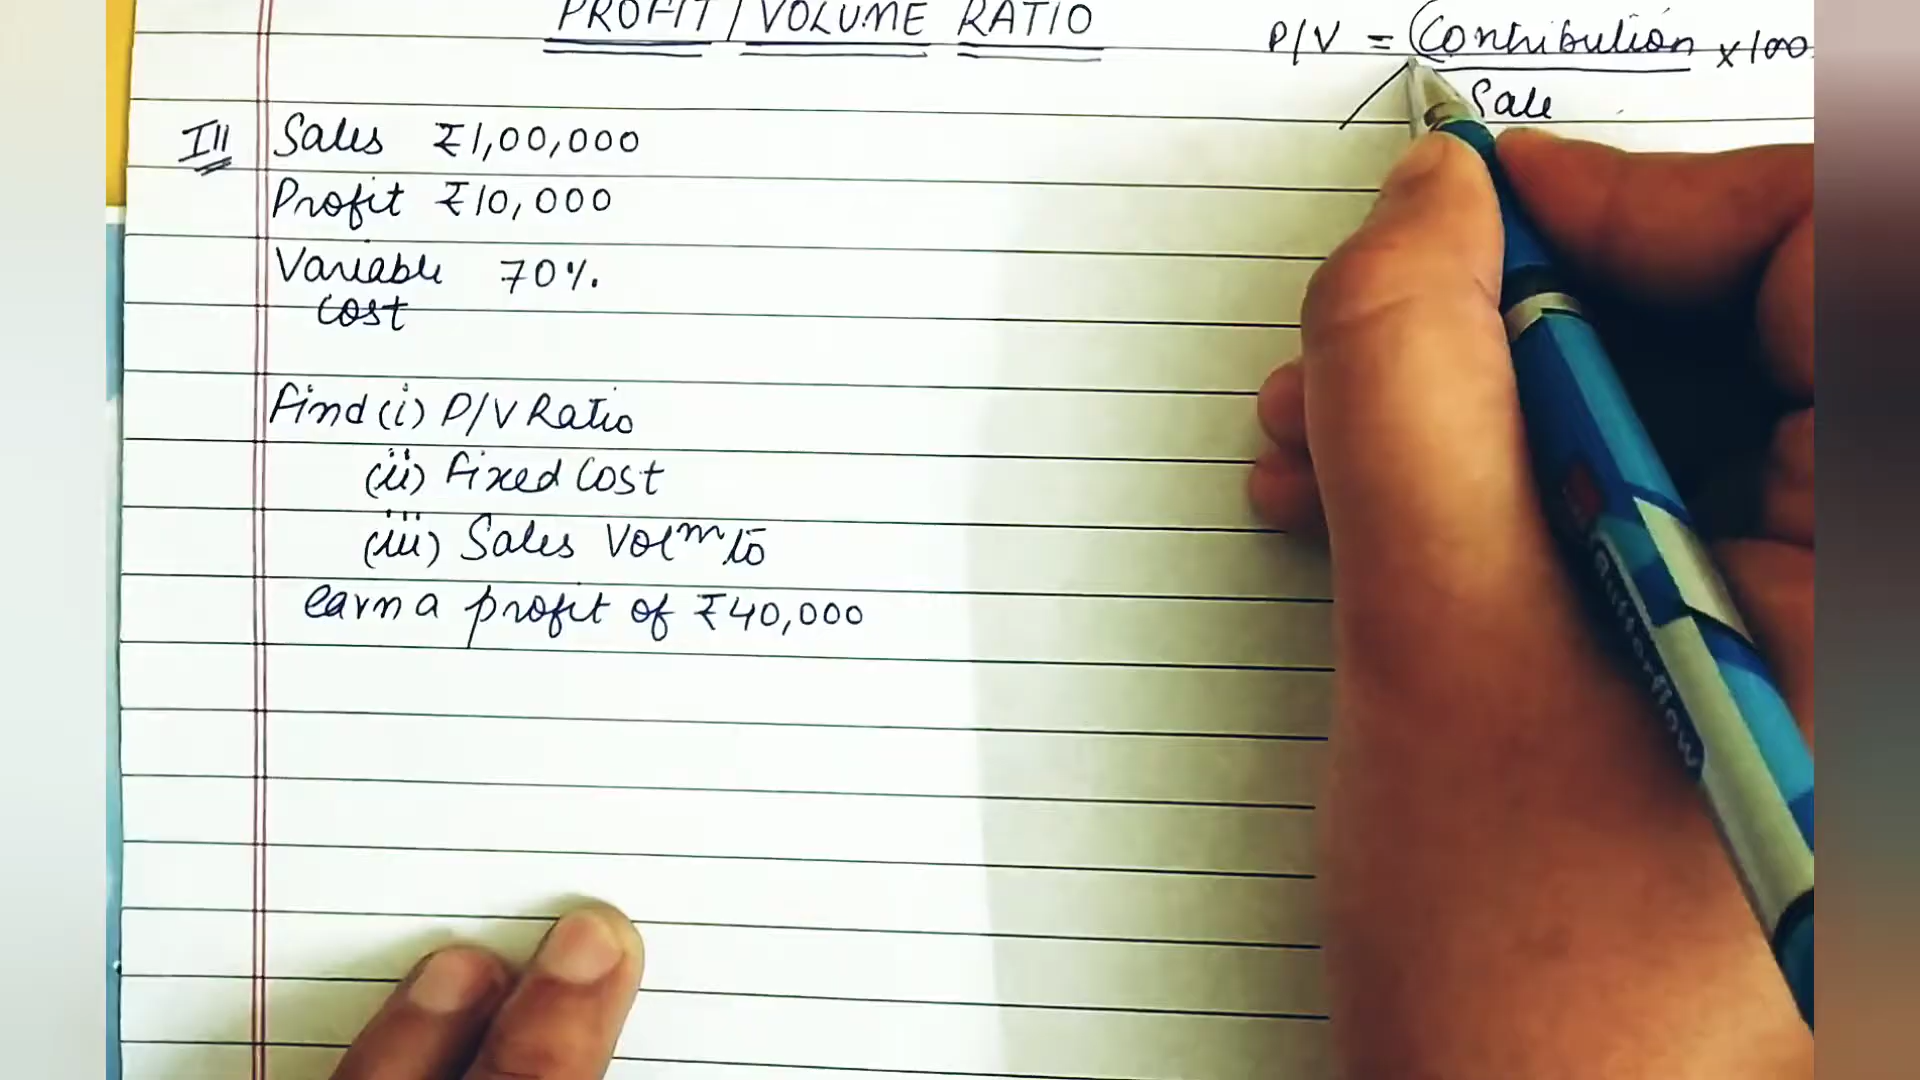 PROFIT/VOLUME RATIO
P/V = Contribution x100
Sale
III Sales ₹1,00,000
Profit ₹10,000
Variable 70%.
cost
Find (i) P/V Ratio
(ii) Fixed Cost
(iii) Sales Volm to
earn a profit of ₹40,000